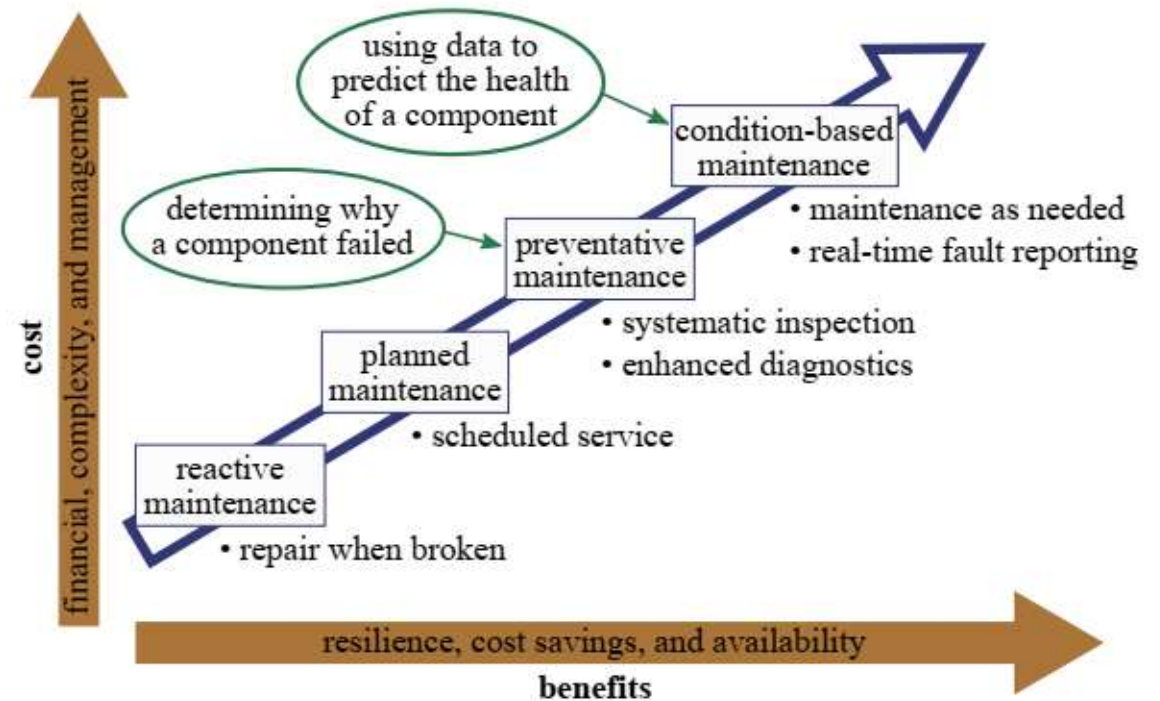 using data to
predict the health
of a component
condition-based
maintenance
• maintenance as needed
• real-time fault reporting
determining why
a component failed
preventative
maintenance
• systematic inspection
• enhanced diagnostics
planned
maintenance
• scheduled service
reactive
maintenance
• repair when broken
cost
financial, complexity, and management
resilience, cost savings, and availability
benefits